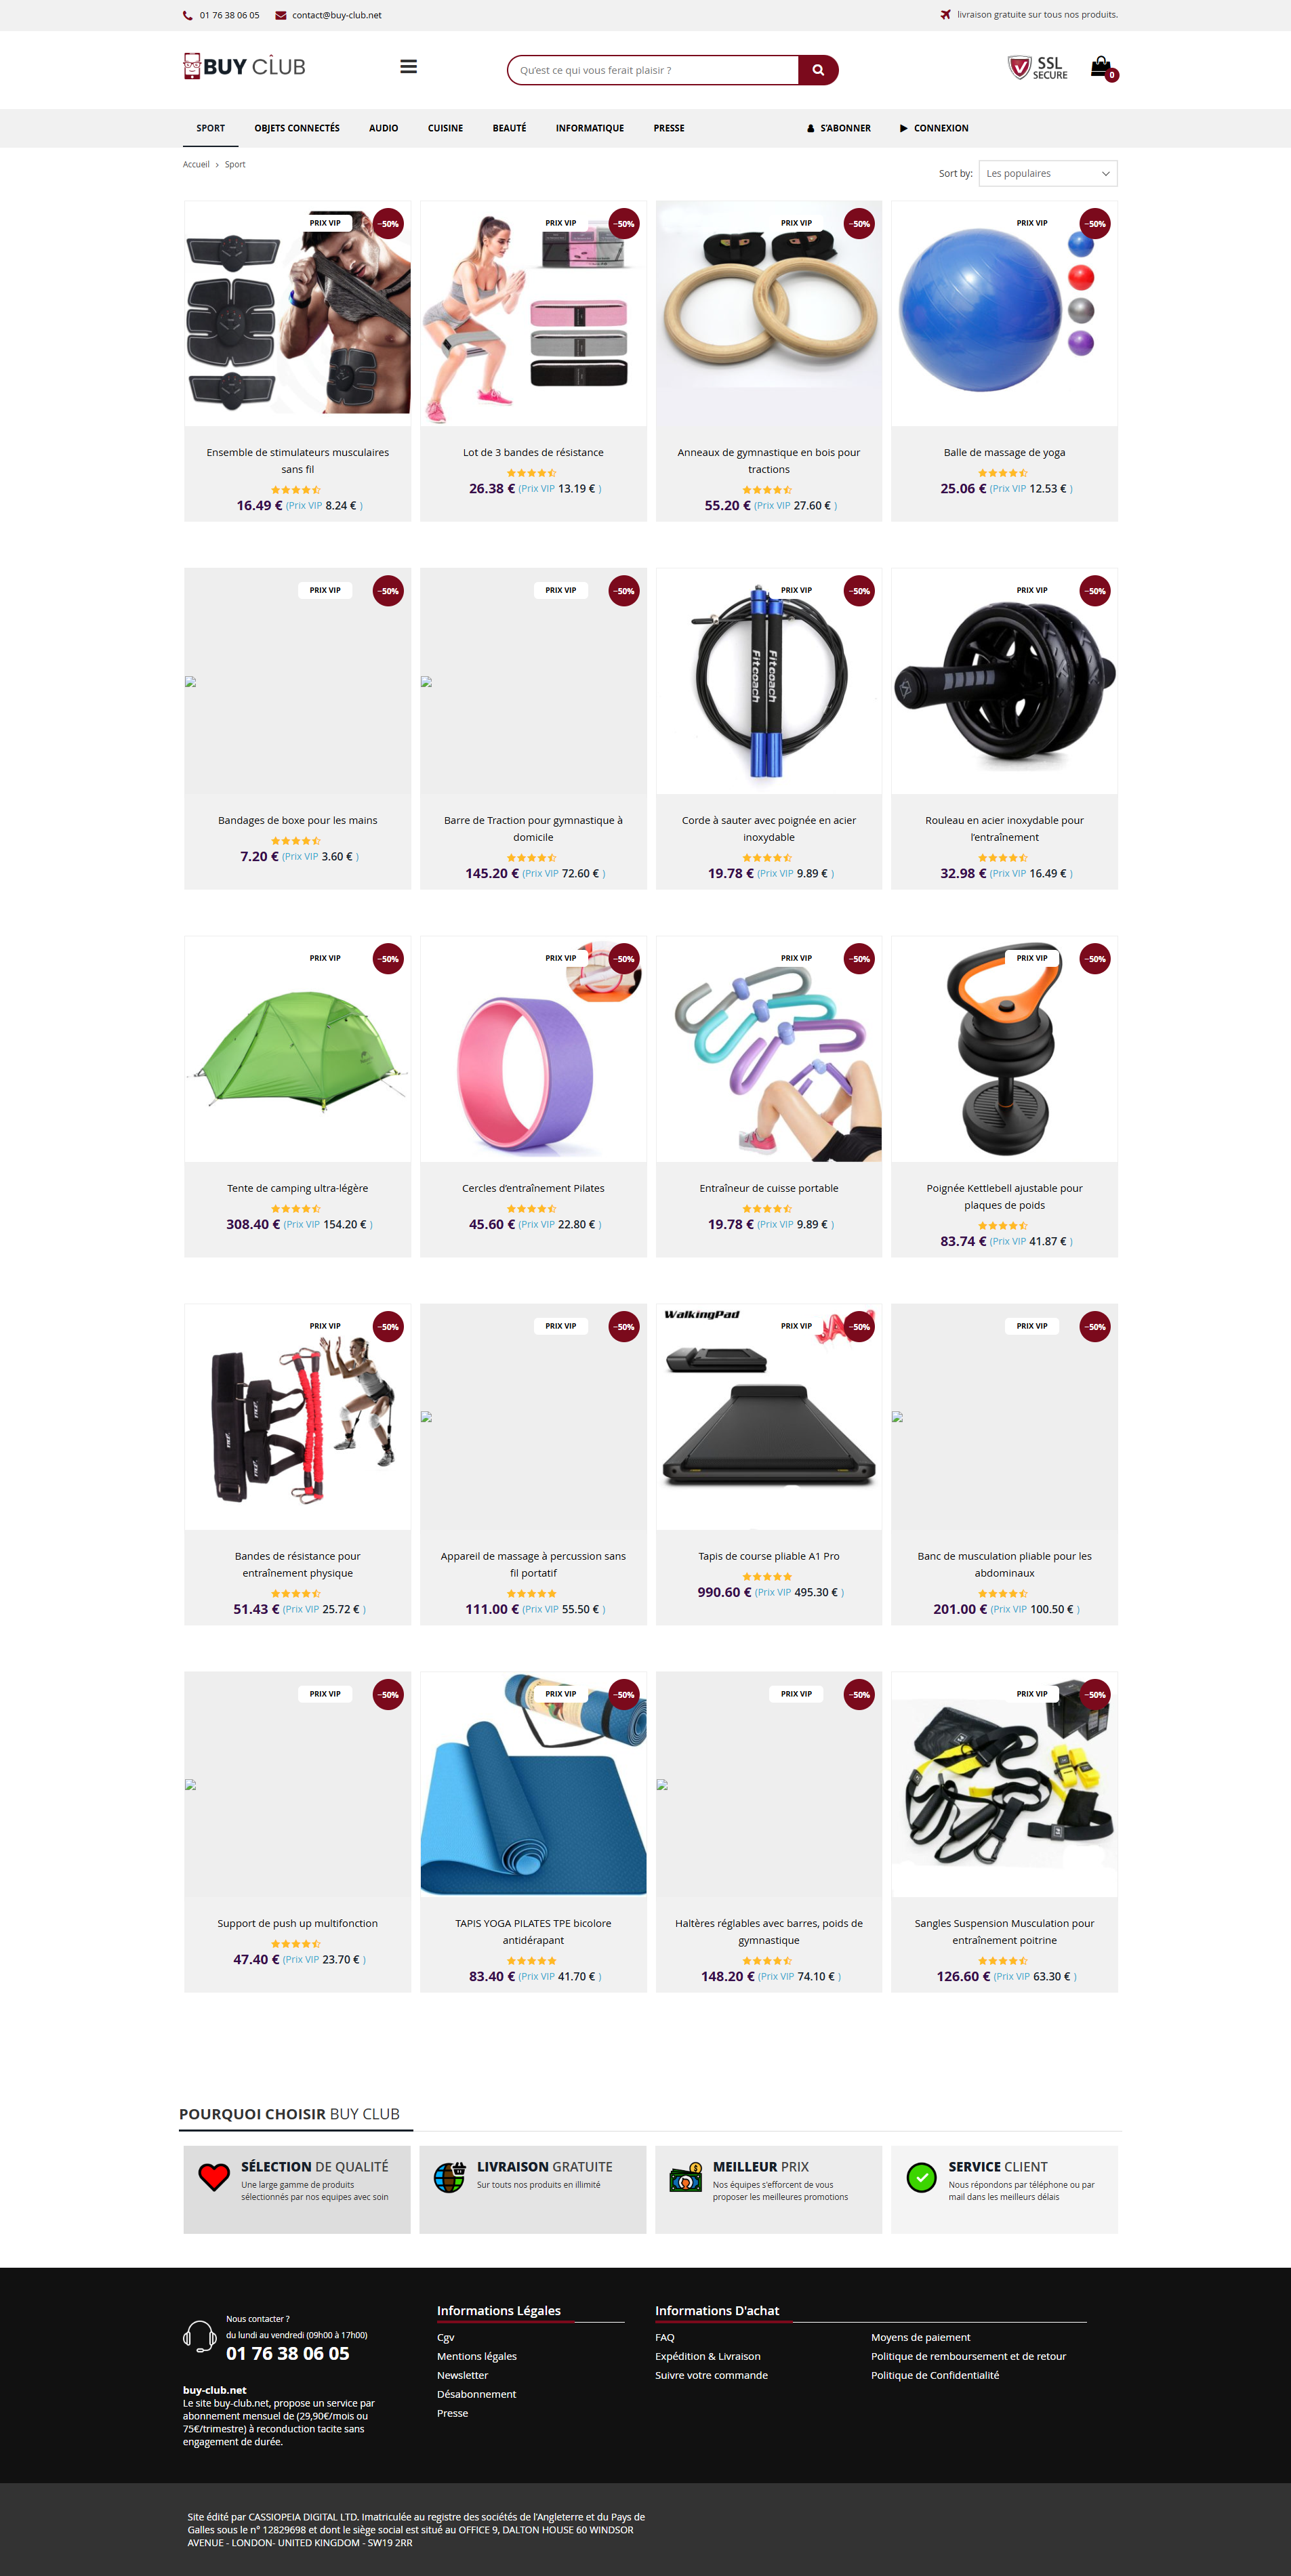 01 76 38 06 05 contact@buy-club.net livraison gratuite sur tous nos produits.
BUY CLUB Qu'est ce qui vous ferait plaisir ? SSL SECURE 0
SPORT OBJETS CONNECTÉS AUDIO CUISINE BEAUTÉ INFORMATIQUE PRESSE S'ABONNER CONNEXION
Accueil > Sport Sort by: Les populaires
PRIX VIP -50% PRIX VIP -50% PRIX VIP -50% PRIX VIP -50%
Ensemble de stimulateurs musculaires
sans fil
16.49 € (Prix VIP 8.24 € )
Lot de 3 bandes de résistance
26.38 € (Prix VIP 13.19 € )
Anneaux de gymnastique en bois pour
tractions
55.20 € (Prix VIP 27.60 € )
Balle de massage de yoga
25.06 € (Prix VIP 12.53 € )
PRIX VIP -50% PRIX VIP -50% PRIX VIP -50% PRIX VIP -50%
Fitcoach Fitcoach
Bandages de boxe pour les mains
7.20 € (Prix VIP 3.60 € )
Barre de Traction pour gymnastique à
domicile
145.20 € (Prix VIP 72.60 € )
Corde à sauter avec poignée en acier
inoxydable
19.78 € (Prix VIP 9.89 € )
Rouleau en acier inoxydable pour
l'entraînement
32.98 € (Prix VIP 16.49 € )
PRIX VIP -50% PRIX VIP -50% PRIX VIP -50% PRIX VIP -50%
Tente de camping ultra-légère
308.40 € (Prix VIP 154.20 € )
Cercles d'entraînement Pilates
45.60 € (Prix VIP 22.80 € )
Entraîneur de cuisse portable
19.78 € (Prix VIP 9.89 € )
Poignée Kettlebell ajustable pour
plaques de poids
83.74 € (Prix VIP 41.87 € )
PRIX VIP -50% PRIX VIP -50% WalkingPad PRIX VIP -50% PRIX VIP -50%
Bandes de résistance pour
entraînement physique
51.43 € (Prix VIP 25.72 € )
Appareil de massage à percussion sans
fil portatif
111.00 € (Prix VIP 55.50 € )
Tapis de course pliable A1 Pro
990.60 € (Prix VIP 495.30 € )
Banc de musculation pliable pour les
abdominaux
201.00 € (Prix VIP 100.50 € )
PRIX VIP -50% PRIX VIP -50% PRIX VIP -50% PRIX VIP -50%
Support de push up multifonction
47.40 € (Prix VIP 23.70 € )
TAPIS YOGA PILATES TPE bicolore
antidérapant
83.40 € (Prix VIP 41.70 € )
Haltères réglables avec barres, poids de
gymnastique
148.20 € (Prix VIP 74.10 € )
Sangles Suspension Musculation pour
entraînement poitrine
126.60 € (Prix VIP 63.30 € )
POURQUOI CHOISIR BUY CLUB
SÉLECTION DE QUALITÉ
Une large gamme de produits
sélectionnés par nos equipes avec soin
LIVRAISON GRATUITE
Sur touts nos produits en illimité
MEILLEUR PRIX
Nos équipes s'efforcent de vous
proposer les meilleures promotions
SERVICE CLIENT
Nous répondons par téléphone ou par
mail dans les meilleurs délais
Nous contacter ?
du lundi au vendredi (09h00 à 17h00)
01 76 38 06 05
buy-club.net
Le site buy-club.net, propose un service par
abonnement mensuel de (29,90€/mois ou
75€/trimestre) à reconduction tacite sans
engagement de durée.
Informations Légales
Cgv
Mentions légales
Newsletter
Désabonnement
Presse
Informations D'achat
FAQ
Expédition & Livraison
Suivre votre commande
Moyens de paiement
Politique de remboursement et de retour
Politique de Confidentialité
Site édité par CASSIOPEIA DIGITAL LTD. Imatriculée au registre des sociétés de l'Angleterre et du Pays de
Galles sous le n° 12829698 et dont le siège social est situé au OFFICE 9, DALTON HOUSE 60 WINDSOR
AVENUE - LONDON- UNITED KINGDOM - SW19 2RR